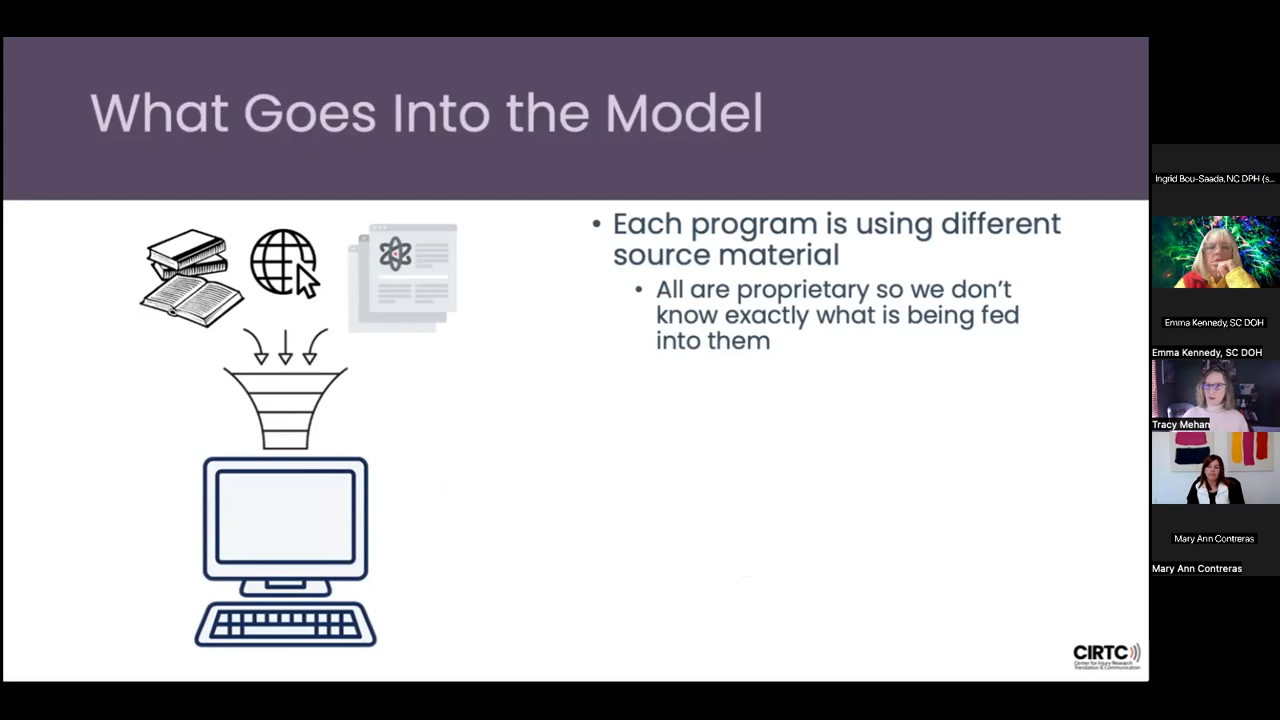 What Goes Into the Model
• Each program is using different
source material
• All are proprietary so we don't
know exactly what is being fed
into them
CIRTC
Center for Injury Research
Translation & Communication
Ingrid Bou-Saada, NC DPH (s...
Emma Kennedy, SC DOH
Emma Kennedy, SC DOH
Tracy Mehan
Mary Ann Contreras
Mary Ann Contreras